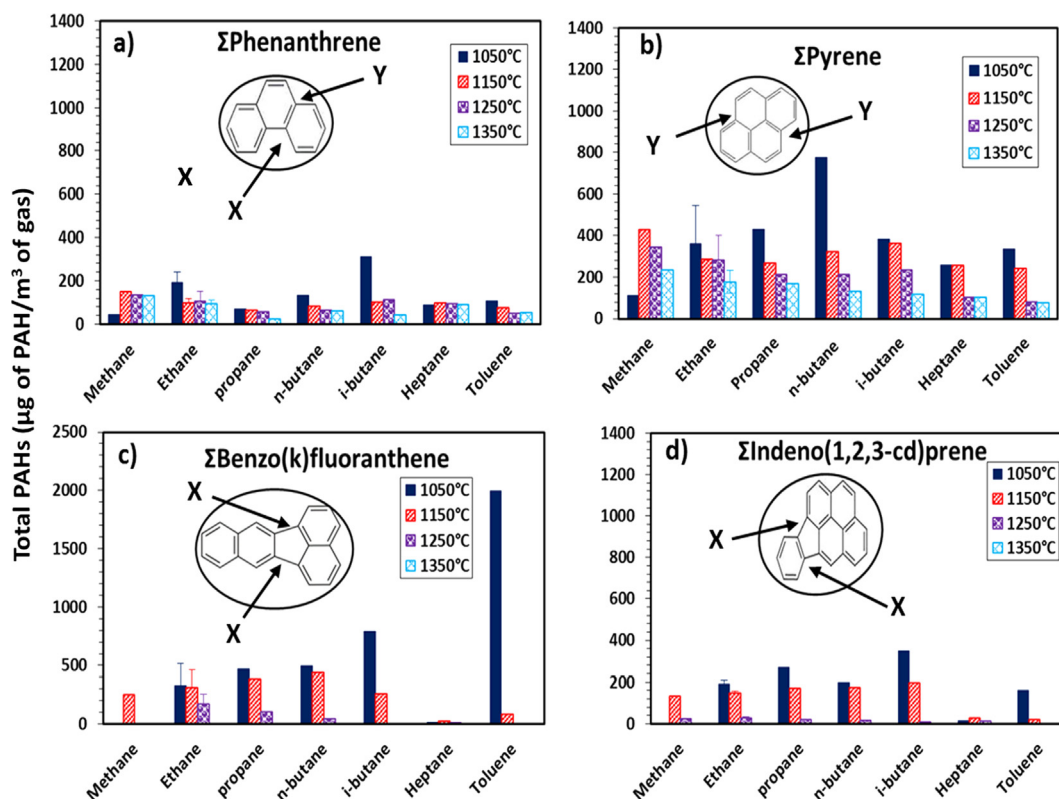 Total PAHs (µg of PAH/m³ of gas)
a)
ΣPhenanthrene
1400
1200
1000
800
600
400
200
0
1050°C
1150°C
1250°C
1350°C
Y
X
X
Methane
Ethane
propane
n-butane
i-butane
Heptane
Toluene
b)
ΣPyrene
1400
1200
1000
800
600
400
200
0
1050°C
1150°C
1250°C
1350°C
Y
Y
Methane
Ethane
Propane
n-butane
i-butane
Heptane
Toluene
c)
ΣBenzo(k)fluoranthene
2500
2000
1500
1000
500
0
1050°C
1150°C
1250°C
1350°C
X
X
Methane
Ethane
propane
n-butane
i-butane
Heptane
Toluene
d)
ΣIndeno(1,2,3-cd)prene
1400
1200
1000
800
600
400
200
0
1050°C
1150°C
1250°C
1350°C
X
X
Methane
Ethane
propane
n-butane
i-butane
Heptane
Toluene